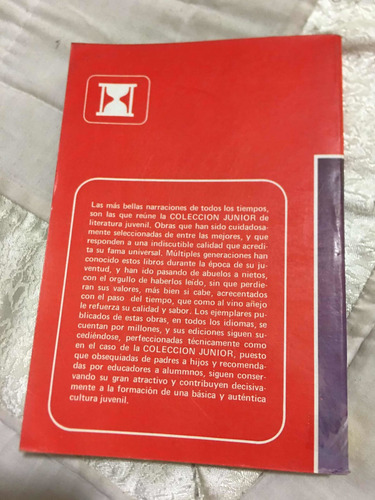 Las más bellas narraciones de todos los tiempos,
son las que reúne la COLECCION JUNIOR de
literatura juvenil. Obras que han sido cuidadosa-
mente seleccionadas de entre las mejores, y que
responden a una indiscutible calidad que acredi-
ta su fama universal. Múltiples generaciones han
conocido estos libros durante la época de su ju-
ventud, y han ido pasando de abuelos a nietos,
con el orgullo de haberlos leído, sin que perdie-
ran sus valores, más bien si cabe, acrecentados
con el paso del tiempo, que como al vino añejo
le refuerza su calidad y sabor. Los ejemplares pu-
blicados de estas obras, en todos los idiomas, se
cuentan por millones, y sus ediciones siguen su-
cediéndose, perfeccionadas técnicamente como
en el caso de la COLECCION JUNIOR, puesto
que obsequiadas de padres a hijos y recomenda-
das por educadores a alummnos, siguen conser-
vando su gran atractivo y contribuyen decisiva-
mente a la formación de una básica y auténtica
cultura juvenil.